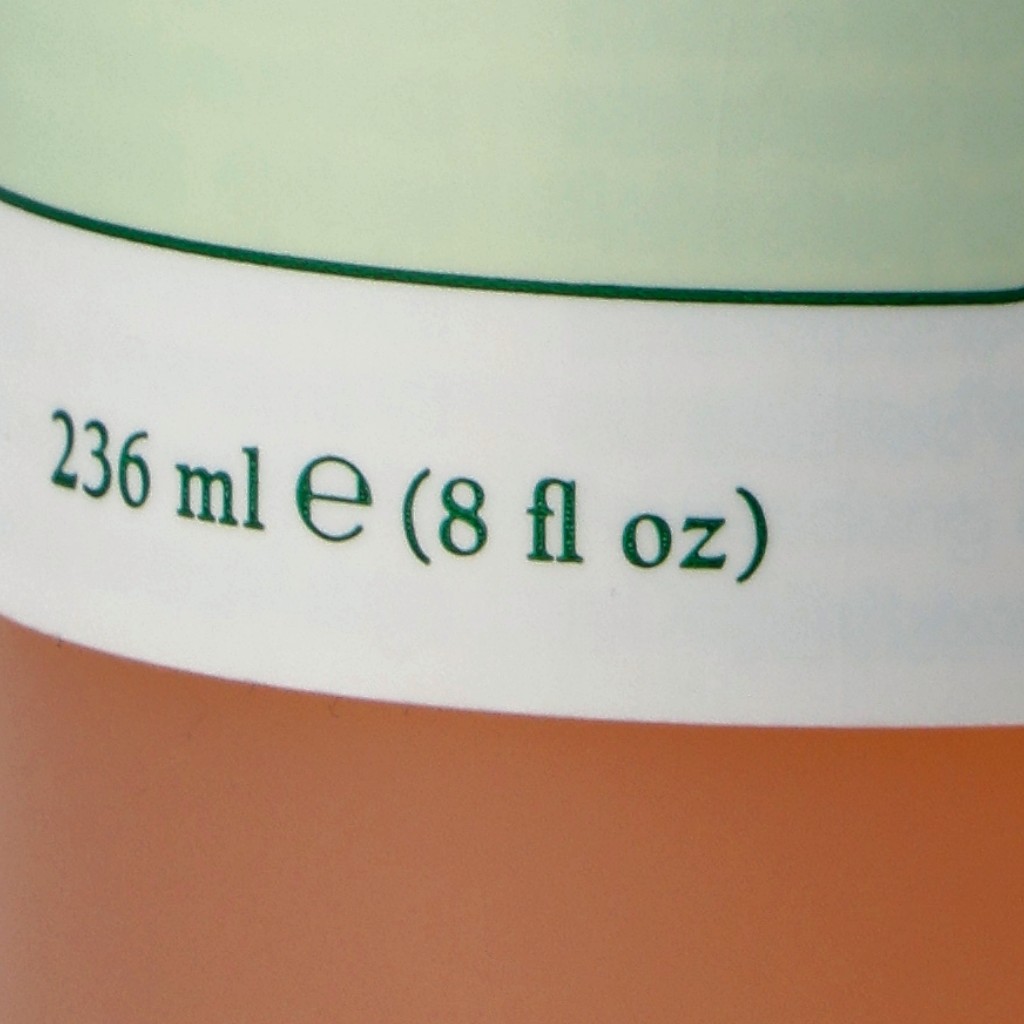 236 ml ℮ (8 fl oz)